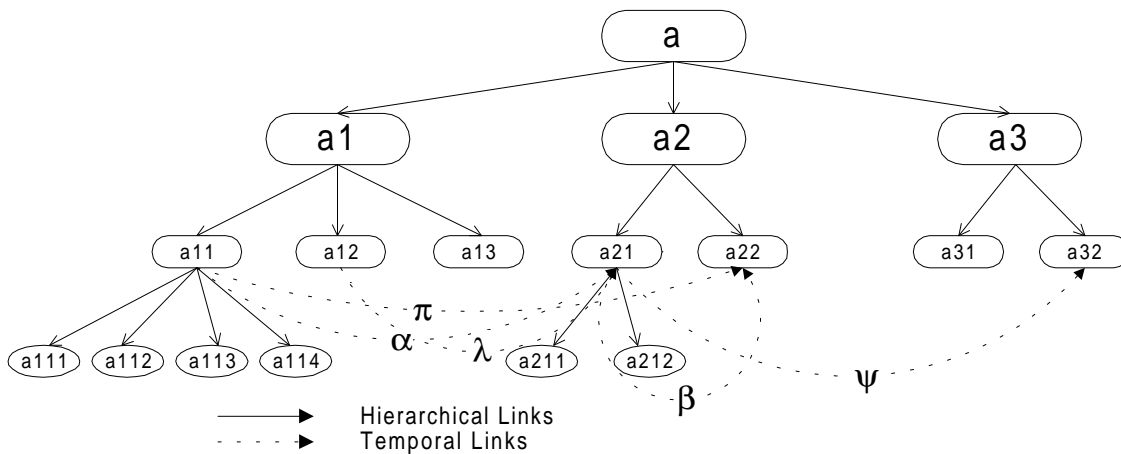 a
a1 a2 a3
a11 a12 a13 a21 a22 a31 a32
π
α λ
a111 a112 a113 a114 a211 a212
ψ
β
Hierarchical Links
Temporal Links